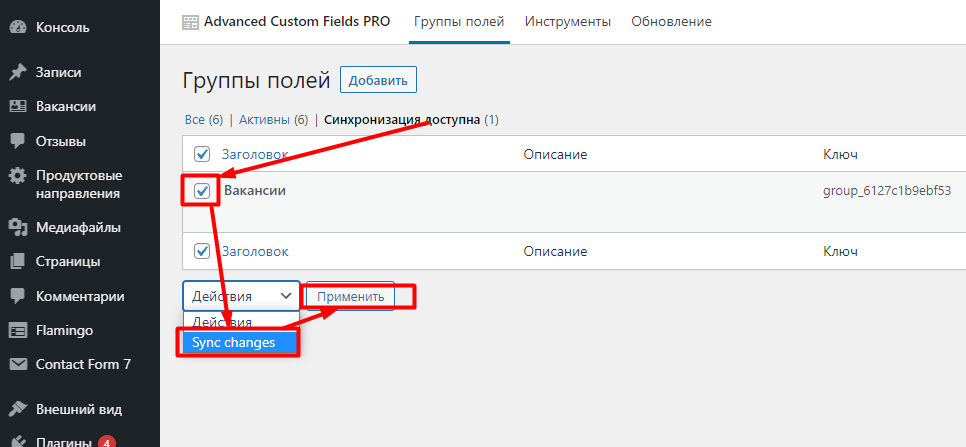 Консоль
Записи
Вакансии
Отзывы
Продуктовые
направления
Медиафайлы
Страницы
Комментарии
Flamingo
Contact Form 7
Внешний вид
Плагины 4
Advanced Custom Fields PRO Группы полей Инструменты Обновление
Группы полей Добавить
Все (6) | Активны (6) | Синхронизация доступна (1)
Заголовок Описание Ключ
Вакансии group_6127c1b9ebf53
Заголовок Описание Ключ
Действия Применить
Действия
Sync changes